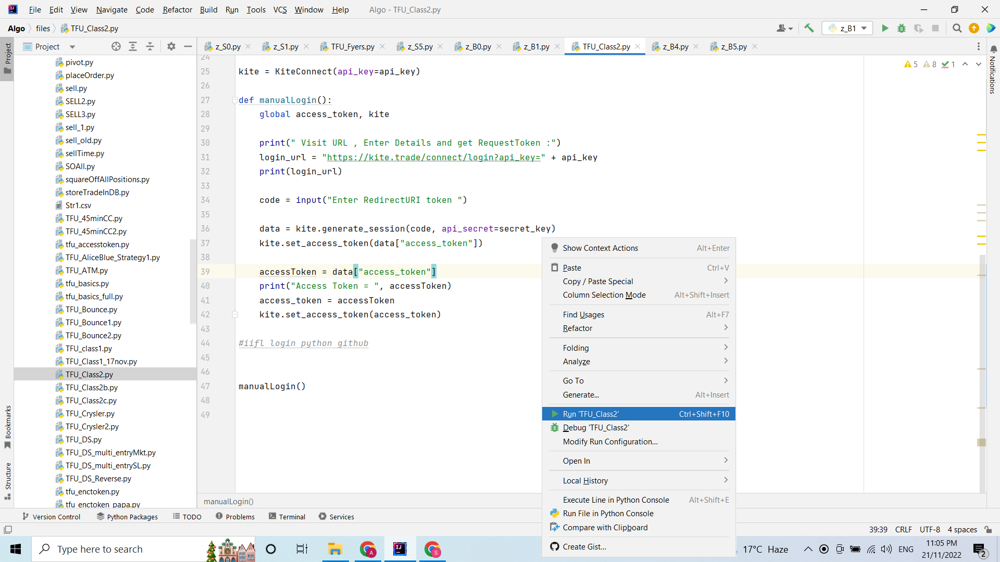 File Edit View Navigate Code Refactor Build Run Tools VCS Window Help Algo - TFU_Class2.py
Algo files TFU_Class2.py z_B1
Project
z_S0.py z_S1.py TFU_Fyers.py z_S5.py z_B0.py z_B1.py TFU_Class2.py z_B4.py z_B5.py
5 8 1
Project
Bookmarks
Structure
Notifications
pivot.py
placeOrder.py
sell.py
SELL2.py
SELL3.py
sell_1.py
sell_old.py
sellTime.py
SOAll.py
squareOffAllPositions.py
storeTradeInDB.py
Str1.csv
TFU_45minCC.py
TFU_45minCC2.py
tfu_accesstoken.py
TFU_AliceBlue_Strategy1.py
TFU_ATM.py
tfu_basics.py
tfu_basics_full.py
TFU_Bounce.py
TFU_Bounce1.py
TFU_Bounce2.py
TFU_class1.py
TFU_Class1_17nov.py
TFU_Class2.py
TFU_Class2b.py
TFU_Class2c.py
TFU_Crysler.py
TFU_Crysler2.py
TFU_DS.py
TFU_DS_multi_entryMkt.py
TFU_DS_multi_entrySL.py
TFU_DS_Reverse.py
tfu_enctoken.py
tfu_enctoken_papa.py
24
25 kite = KiteConnect(api_key=api_key)
26
27 def manualLogin():
28 global access_token, kite
29
30 print(" Visit URL , Enter Details and get RequestToken :")
31 login_url = "https://kite.trade/connect/login?api_key=" + api_key
32 print(login_url)
33
34 code = input("Enter RedirectURI token ")
35
36 data = kite.generate_session(code, api_secret=secret_key)
37 kite.set_access_token(data["access_token"])
38
39 accessToken = data["access_token"]
40 print("Access Token = ", accessToken)
41 access_token = accessToken
42 kite.set_access_token(access_token)
43
44 #iifl login python github
45
46
47 manualLogin()
48
49
manualLogin()
Show Context Actions Alt+Enter
Paste Ctrl+V
Copy / Paste Special
Column Selection Mode Alt+Shift+Insert
Find Usages Alt+F7
Refactor
Folding
Analyze
Go To
Generate... Alt+Insert
Run 'TFU_Class2' Ctrl+Shift+F10
Debug 'TFU_Class2'
Modify Run Configuration...
Open In
Local History
Execute Line in Python Console Alt+Shift+E
Run File in Python Console
Compare with Clipboard
Create Gist...
Version Control Python Packages TODO Problems Terminal Services
39:39 CRLF UTF-8 4 spaces
Type here to search
A
S
17°C Haze ENG 11:05 PM
21/11/2022
2